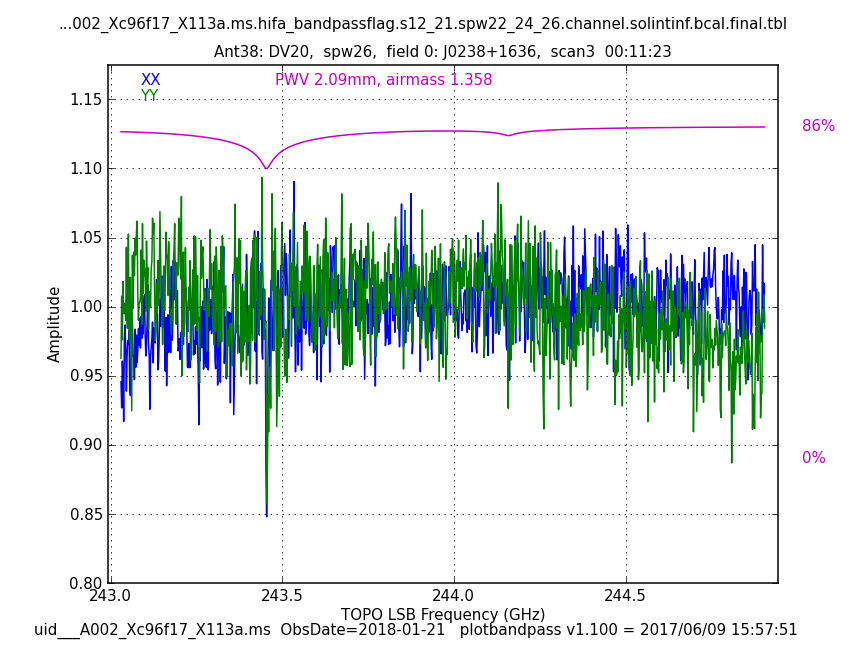 ...002_Xc96f17_X113a.ms.hifa_bandpassflag.s12_21.spw22_24_26.channel.solintinf.bcal.final.tbl
Ant38: DV20, spw26, field 0: J0238+1636, scan3 00:11:23
XX
PWV 2.09mm, airmass 1.358
YY
1.15
86%
1.10
1.05
1.00
Amplitude
0.95
0.90
0%
0.85
0.80
243.0 243.5 244.0 244.5
TOPO LSB Frequency (GHz)
uid___A002_Xc96f17_X113a.ms ObsDate=2018-01-21 plotbandpass v1.100 = 2017/06/09 15:57:51